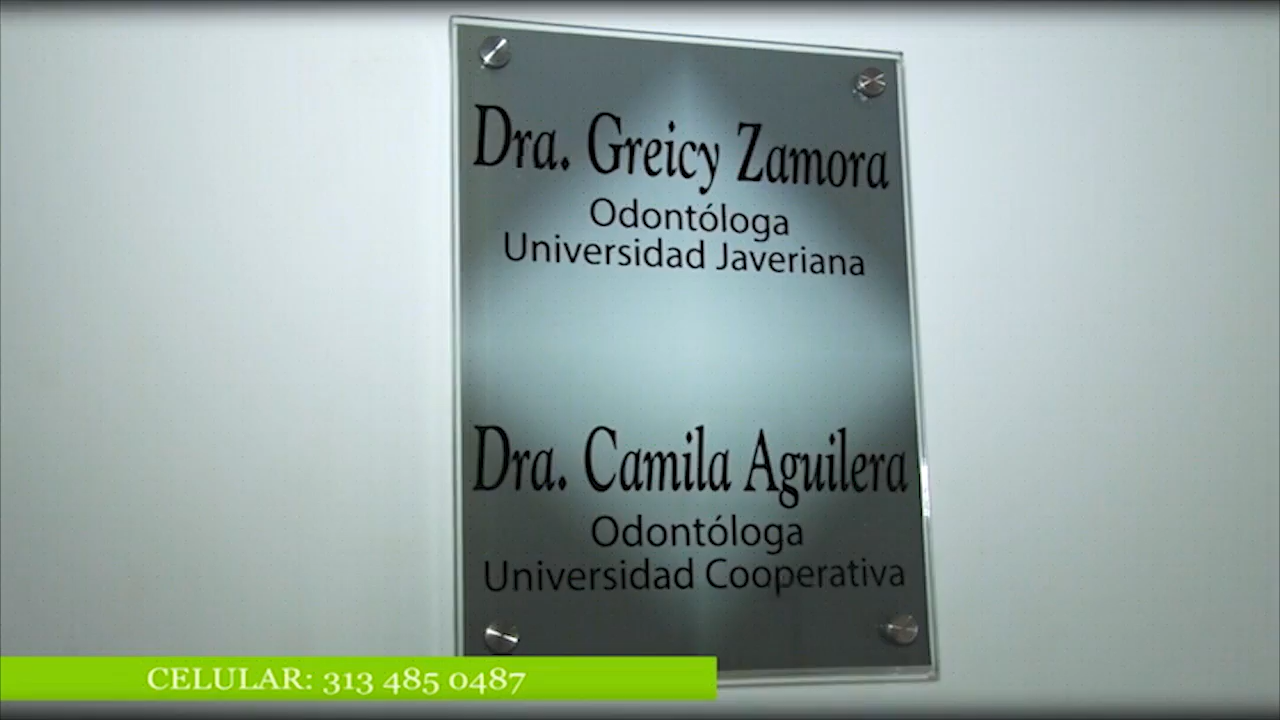 Dra. Greicy Zamora
Odontóloga
Universidad Javeriana
Dra. Camila Aguilera
Odontóloga
Universidad Cooperativa
CELULAR: 313 485 0487